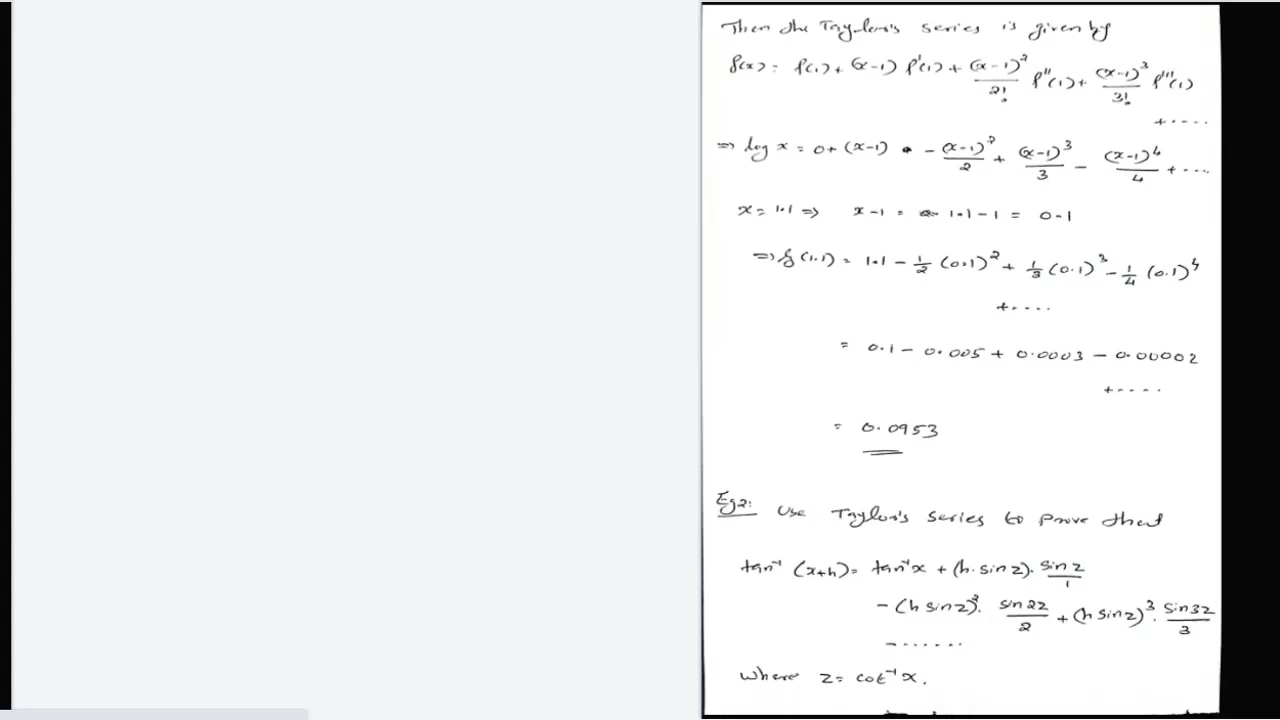 Then the Taylor's series is given by
f(x) = f(1) + (x-1) f'(1) + (x-1)²/2! f''(1) + (x-1)³/3! f'''(1)
+ ....
⇒ log x = 0 + (x-1) - (x-1)²/2 + (x-1)³/3 - (x-1)⁴/4 + ....
x = 1.1 ⇒ x-1 = 1.1 - 1 = 0.1
⇒ f(1.1) = 1.1 - 1/2 (0.1)² + 1/3 (0.1)³ - 1/4 (0.1)⁴
+ ....
= 0.1 - 0.005 + 0.0003 - 0.00002
+ ....
= 0.0953
Eg2: Use Taylor's series to prove that
tan⁻¹ (x+h) = tan⁻¹x + (h. sin z). sin z/1
- (h sin z)². sin 2z/2 + (h sin z)³. sin 3z/3
- .......
where z = cot⁻¹ x.